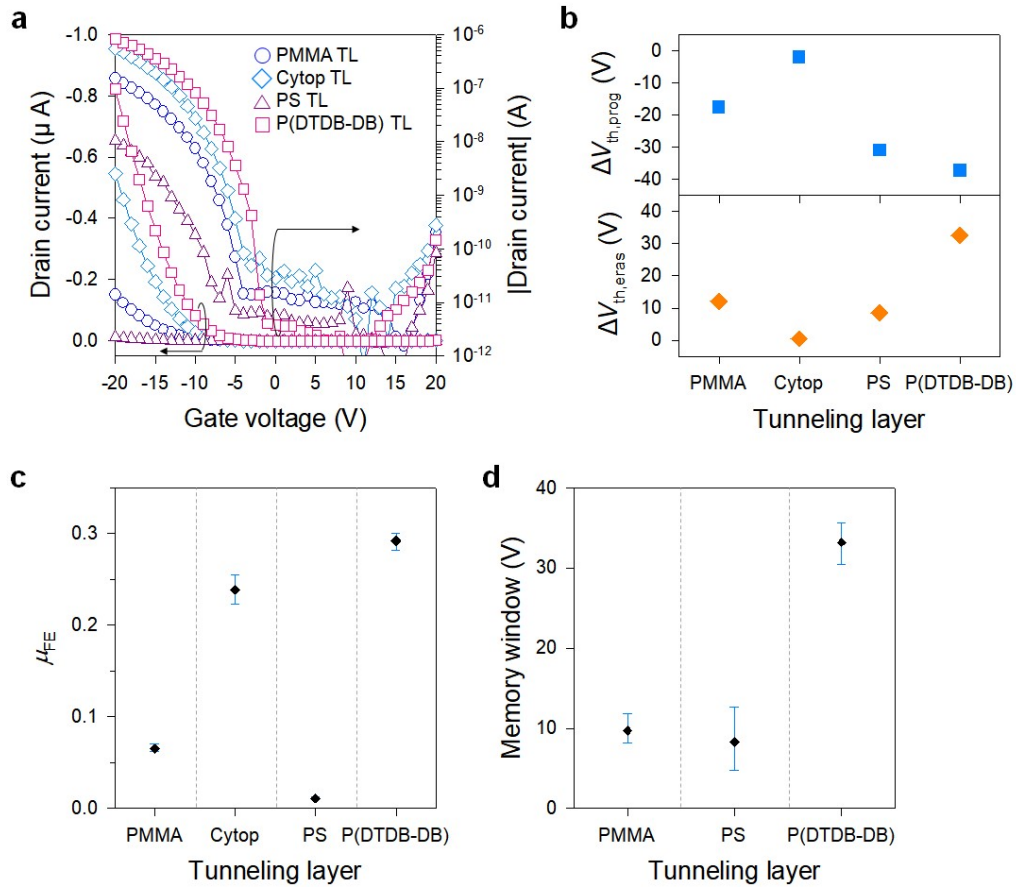 a
Drain current (μ A)
-1.0
-0.8
-0.6
-0.4
-0.2
0.0
PMMA TL
Cytop TL
PS TL
P(DTDB-DB) TL
10⁻⁶
10⁻⁷
10⁻⁸
10⁻⁹
10⁻¹⁰
10⁻¹¹
10⁻¹²
|Drain current| (A)
-20 -15 -10 -5 0 5 10 15 20
Gate voltage (V)
b
ΔVth,prog (V)
0
-10
-20
-30
-40
ΔVth,eras (V)
40
30
20
10
0
PMMA Cytop PS P(DTDB-DB)
Tunneling layer
c
μFE
0.3
0.2
0.1
0.0
PMMA Cytop PS P(DTDB-DB)
Tunneling layer
d
Memory window (V)
40
30
20
10
0
PMMA PS P(DTDB-DB)
Tunneling layer